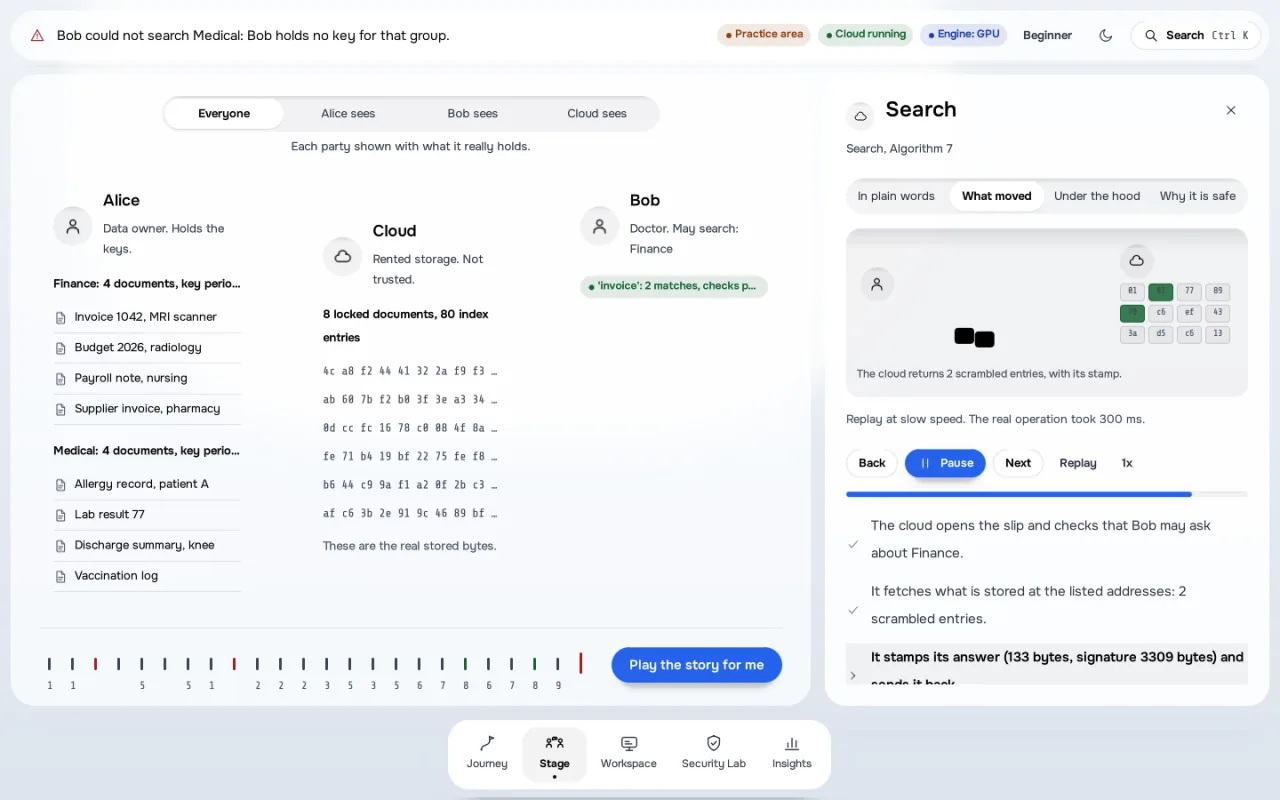 Bob could not search Medical: Bob holds no key for that group.
Practice area
Cloud running
Engine: GPU
Beginner
Search Ctrl K
Everyone
Alice sees
Bob sees
Cloud sees
Each party shown with what it really holds.
Alice
Data owner. Holds the
keys.
Finance: 4 documents, key perio…
Invoice 1042, MRI scanner
Budget 2026, radiology
Payroll note, nursing
Supplier invoice, pharmacy
Medical: 4 documents, key perio…
Allergy record, patient A
Lab result 77
Discharge summary, knee
Vaccination log
Cloud
Rented storage. Not
trusted.
8 locked documents, 80 index
entries
4c a8 f2 44 41 32 2a f9 f3 …
ab 60 7b f2 b0 3f 3e a3 34 …
0d cc fc 16 78 c0 08 4f 8a …
fe 71 b4 19 bf 22 75 fe f8 …
b6 44 c9 9a f1 a2 0f 2b c3 …
af c6 3b 2e 91 9c 46 89 bf …
These are the real stored bytes.
Bob
Doctor. May search:
Finance
'invoice': 2 matches, checks p…
1 1 5 5 1 2 2 2 3 5 3 5 6 7 8 6 7 8 9
Play the story for me
Search
Search, Algorithm 7
In plain words
What moved
Under the hood
Why it is safe
01 77 09
c6 ef 43
3a d5 c6 13
The cloud returns 2 scrambled entries, with its stamp.
Replay at slow speed. The real operation took 300 ms.
Back
Pause
Next
Replay
1x
The cloud opens the slip and checks that Bob may ask
about Finance.
It fetches what is stored at the listed addresses: 2
scrambled entries.
It stamps its answer (133 bytes, signature 3309 bytes) and
sends it back.
Journey
Stage
Workspace
Security Lab
Insights